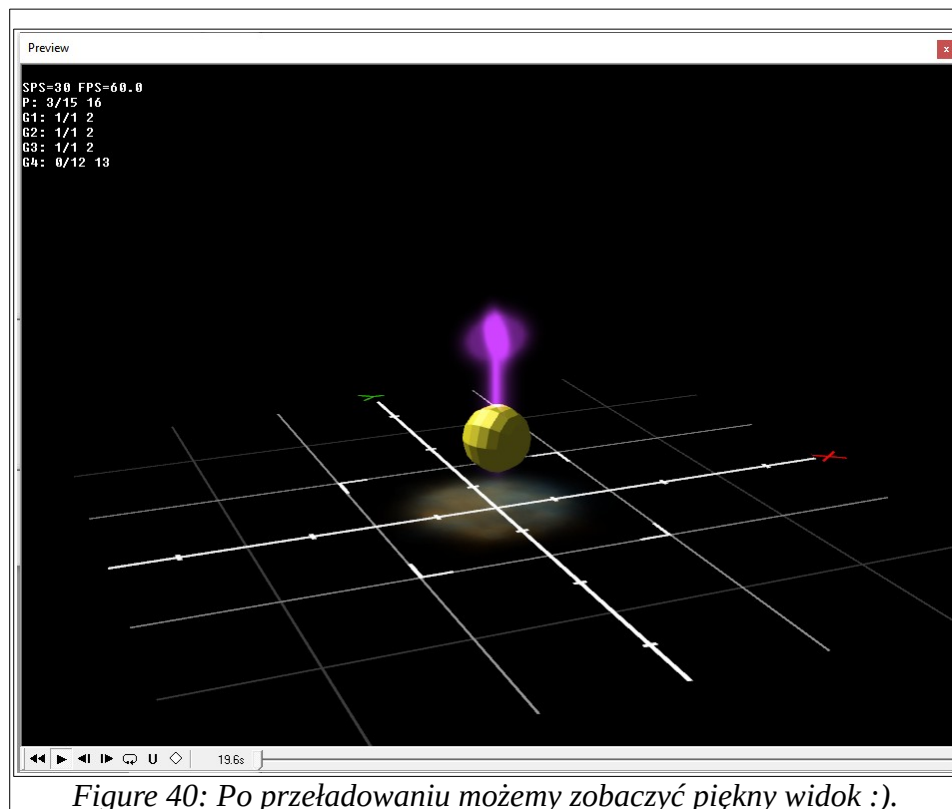 Preview
x
SPS=30 FPS=60.0
P: 3/15 16
G1: 1/1 2
G2: 1/1 2
G3: 1/1 2
G4: 0/12 13
Y
X
U
19.6s
Figure 40: Po przeładowaniu możemy zobaczyć piękny widok :).